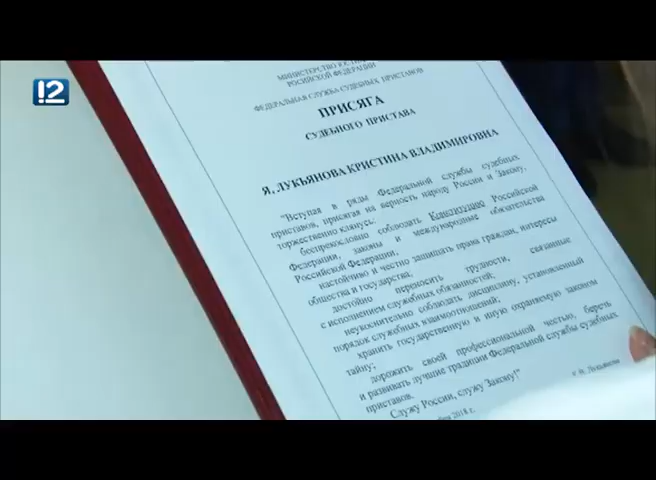 12
МИНИСТЕРСТВО ЮСТИЦИИ
РОССИЙСКОЙ ФЕДЕРАЦИИ
ФЕДЕРАЛЬНАЯ СЛУЖБА СУДЕБНЫХ ПРИСТАВОВ
ПРИСЯГА
СУДЕБНОГО ПРИСТАВА
Я, ЛУКЬЯНОВА КРИСТИНА ВЛАДИМИРОВНА
"Вступая в ряды Федеральной службы судебных
приставов, присягая на верность народу России и Закону,
торжественно клянусь:
беспрекословно соблюдать Конституцию Российской
Федерации, законы и международные обязательства
Российской Федерации;
настойчиво и честно защищать права граждан, интересы
общества и государства;
достойно переносить трудности, связанные
с исполнением служебных обязанностей;
неукоснительно соблюдать дисциплину, установленный
порядок служебных взаимоотношений;
хранить государственную и иную охраняемую законом
тайну;
дорожить своей профессиональной честью, беречь
и развивать лучшие традиции Федеральной службы судебных
приставов.
Служу России, служу Закону!"
2018 г.